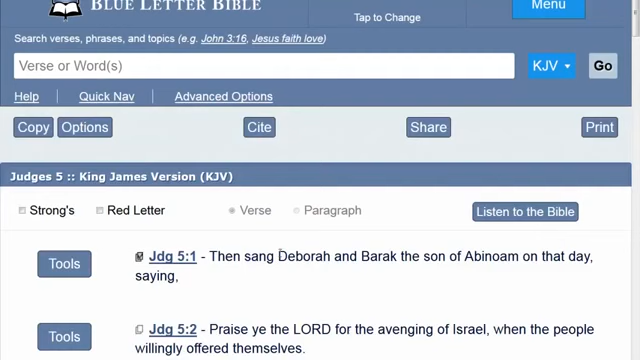 BLUE LETTER BIBLE
Tap to Change
Menu
Search verses, phrases, and topics (e.g. John 3:16, Jesus faith love)
Verse or Word(s)
KJV
Go
Help
Quick Nav
Advanced Options
Copy
Options
Cite
Share
Print
Judges 5 :: King James Version (KJV)
Strong's
Red Letter
Verse
Paragraph
Listen to the Bible
Tools
Jdg 5:1 - Then sang Deborah and Barak the son of Abinoam on that day,
saying,
Tools
Jdg 5:2 - Praise ye the LORD for the avenging of Israel, when the people
willingly offered themselves.